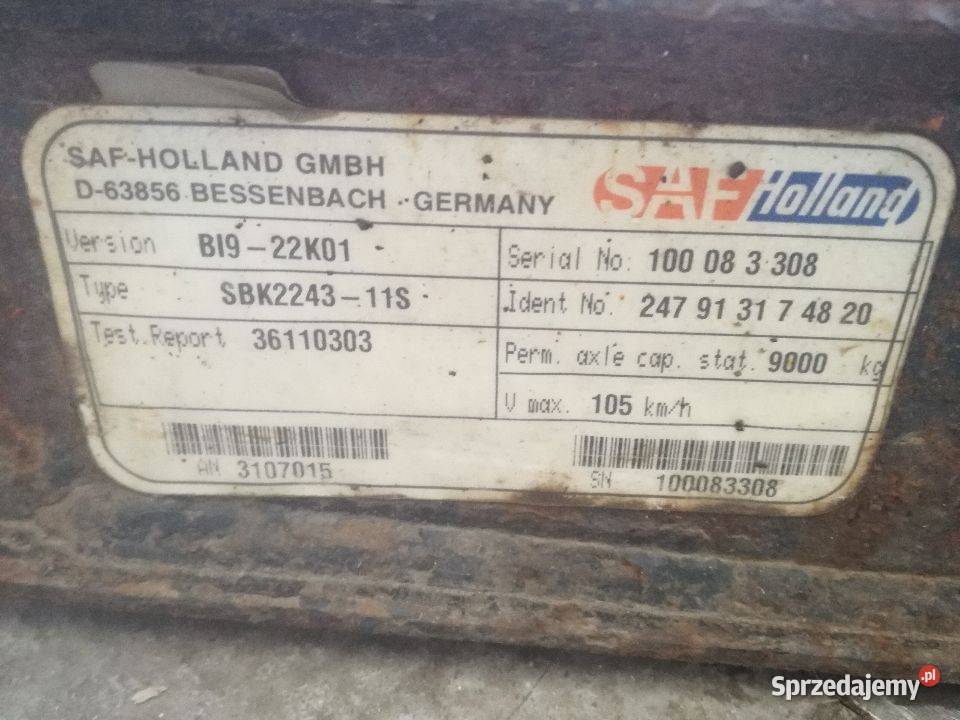 SAF-HOLLAND GMBH
D-63856 BESSENBACH - GERMANY
SAF Holland
Version BI9-22K01
Serial No: 100 08 3 308
Type SBK2243-11S
Ident No. 247 91 31 7 48 20
Test.Report 36110303
Perm. axle cap. stat. 9000 kg
V max. 105 km/h
AN 3107015
SN 100083308
Sprzedajemy.pl